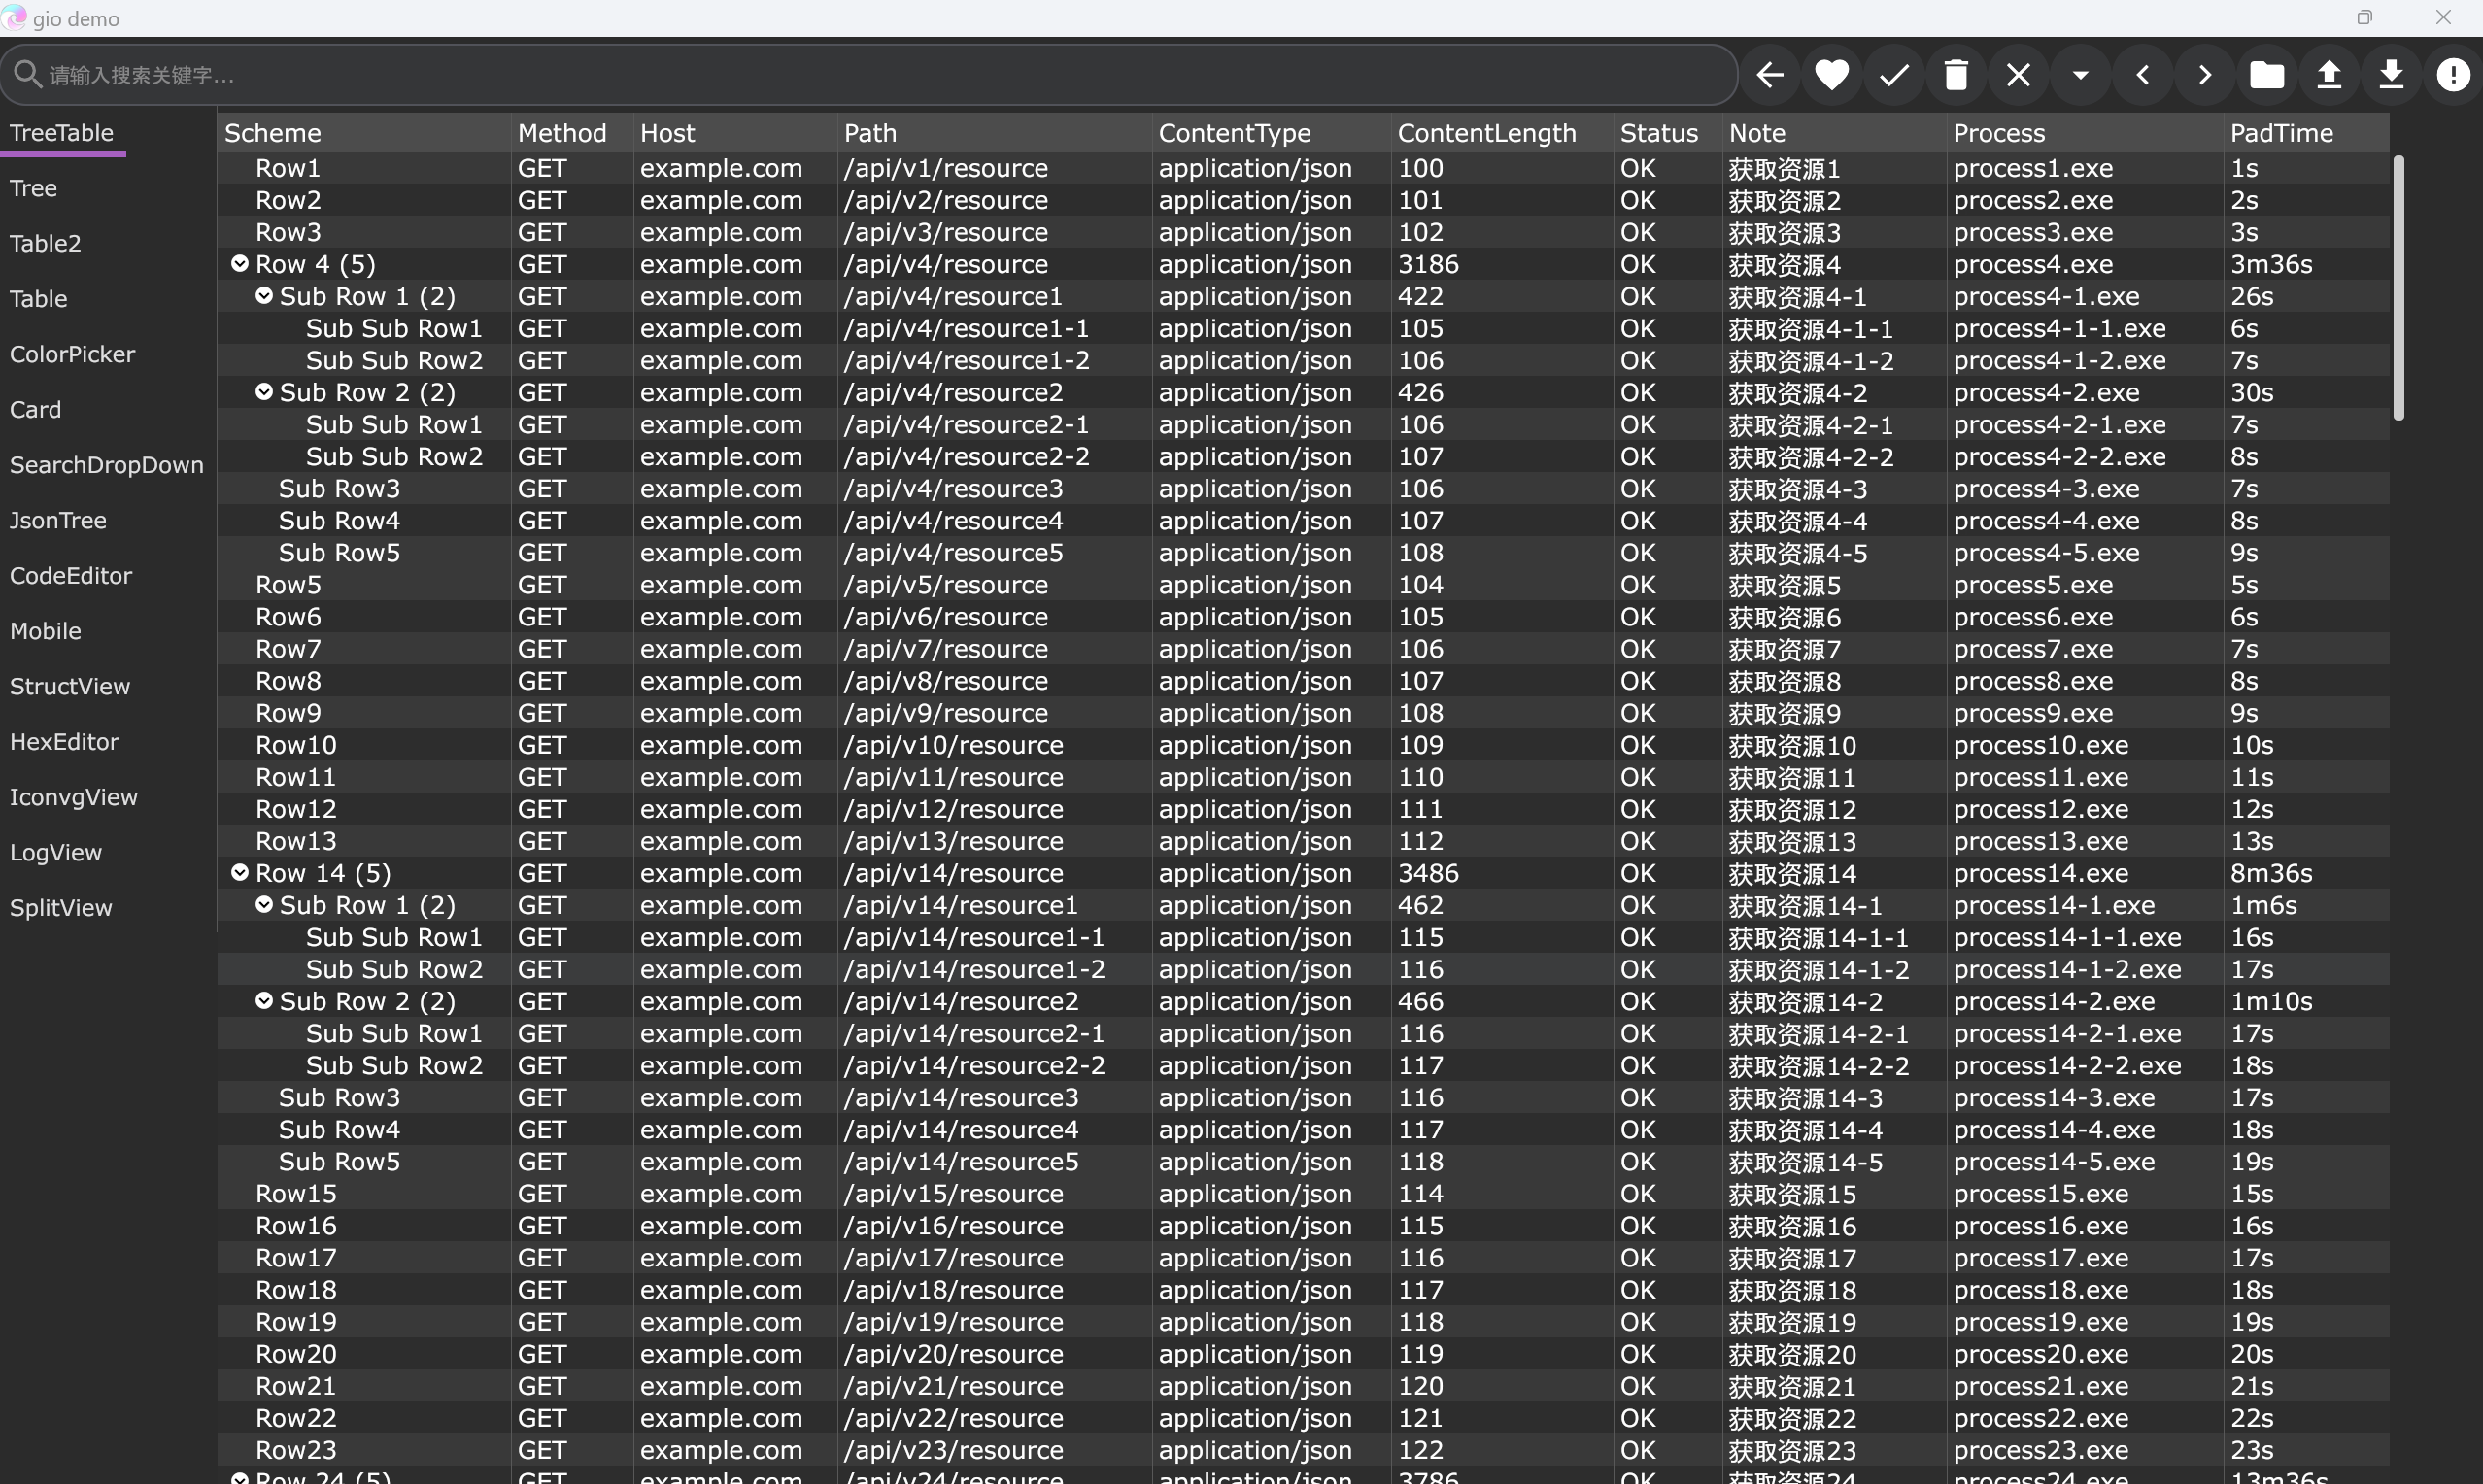 gio demo
请输入搜索关键字...
TreeTable
Tree
Table2
Table
ColorPicker
Card
SearchDropDown
JsonTree
CodeEditor
Mobile
StructView
HexEditor
IconvgView
LogView
SplitView
Scheme Method Host Path ContentType ContentLength Status Note Process PadTime
Row1 GET example.com /api/v1/resource application/json 100 OK 获取资源1 process1.exe 1s
Row2 GET example.com /api/v2/resource application/json 101 OK 获取资源2 process2.exe 2s
Row3 GET example.com /api/v3/resource application/json 102 OK 获取资源3 process3.exe 3s
Row 4 (5) GET example.com /api/v4/resource application/json 3186 OK 获取资源4 process4.exe 3m36s
Sub Row 1 (2) GET example.com /api/v4/resource1 application/json 422 OK 获取资源4-1 process4-1.exe 26s
Sub Sub Row1 GET example.com /api/v4/resource1-1 application/json 105 OK 获取资源4-1-1 process4-1-1.exe 6s
Sub Sub Row2 GET example.com /api/v4/resource1-2 application/json 106 OK 获取资源4-1-2 process4-1-2.exe 7s
Sub Row 2 (2) GET example.com /api/v4/resource2 application/json 426 OK 获取资源4-2 process4-2.exe 30s
Sub Sub Row1 GET example.com /api/v4/resource2-1 application/json 106 OK 获取资源4-2-1 process4-2-1.exe 7s
Sub Sub Row2 GET example.com /api/v4/resource2-2 application/json 107 OK 获取资源4-2-2 process4-2-2.exe 8s
Sub Row3 GET example.com /api/v4/resource3 application/json 106 OK 获取资源4-3 process4-3.exe 7s
Sub Row4 GET example.com /api/v4/resource4 application/json 107 OK 获取资源4-4 process4-4.exe 8s
Sub Row5 GET example.com /api/v4/resource5 application/json 108 OK 获取资源4-5 process4-5.exe 9s
Row5 GET example.com /api/v5/resource application/json 104 OK 获取资源5 process5.exe 5s
Row6 GET example.com /api/v6/resource application/json 105 OK 获取资源6 process6.exe 6s
Row7 GET example.com /api/v7/resource application/json 106 OK 获取资源7 process7.exe 7s
Row8 GET example.com /api/v8/resource application/json 107 OK 获取资源8 process8.exe 8s
Row9 GET example.com /api/v9/resource application/json 108 OK 获取资源9 process9.exe 9s
Row10 GET example.com /api/v10/resource application/json 109 OK 获取资源10 process10.exe 10s
Row11 GET example.com /api/v11/resource application/json 110 OK 获取资源11 process11.exe 11s
Row12 GET example.com /api/v12/resource application/json 111 OK 获取资源12 process12.exe 12s
Row13 GET example.com /api/v13/resource application/json 112 OK 获取资源13 process13.exe 13s
Row 14 (5) GET example.com /api/v14/resource application/json 3486 OK 获取资源14 process14.exe 8m36s
Sub Row 1 (2) GET example.com /api/v14/resource1 application/json 462 OK 获取资源14-1 process14-1.exe 1m6s
Sub Sub Row1 GET example.com /api/v14/resource1-1 application/json 115 OK 获取资源14-1-1 process14-1-1.exe 16s
Sub Sub Row2 GET example.com /api/v14/resource1-2 application/json 116 OK 获取资源14-1-2 process14-1-2.exe 17s
Sub Row 2 (2) GET example.com /api/v14/resource2 application/json 466 OK 获取资源14-2 process14-2.exe 1m10s
Sub Sub Row1 GET example.com /api/v14/resource2-1 application/json 116 OK 获取资源14-2-1 process14-2-1.exe 17s
Sub Sub Row2 GET example.com /api/v14/resource2-2 application/json 117 OK 获取资源14-2-2 process14-2-2.exe 18s
Sub Row3 GET example.com /api/v14/resource3 application/json 116 OK 获取资源14-3 process14-3.exe 17s
Sub Row4 GET example.com /api/v14/resource4 application/json 117 OK 获取资源14-4 process14-4.exe 18s
Sub Row5 GET example.com /api/v14/resource5 application/json 118 OK 获取资源14-5 process14-5.exe 19s
Row15 GET example.com /api/v15/resource application/json 114 OK 获取资源15 process15.exe 15s
Row16 GET example.com /api/v16/resource application/json 115 OK 获取资源16 process16.exe 16s
Row17 GET example.com /api/v17/resource application/json 116 OK 获取资源17 process17.exe 17s
Row18 GET example.com /api/v18/resource application/json 117 OK 获取资源18 process18.exe 18s
Row19 GET example.com /api/v19/resource application/json 118 OK 获取资源19 process19.exe 19s
Row20 GET example.com /api/v20/resource application/json 119 OK 获取资源20 process20.exe 20s
Row21 GET example.com /api/v21/resource application/json 120 OK 获取资源21 process21.exe 21s
Row22 GET example.com /api/v22/resource application/json 121 OK 获取资源22 process22.exe 22s
Row23 GET example.com /api/v23/resource application/json 122 OK 获取资源23 process23.exe 23s
Row 24 (5) GET example.com /api/v24/resource application/json 3786 OK 获取资源24 process24.exe 13m36s